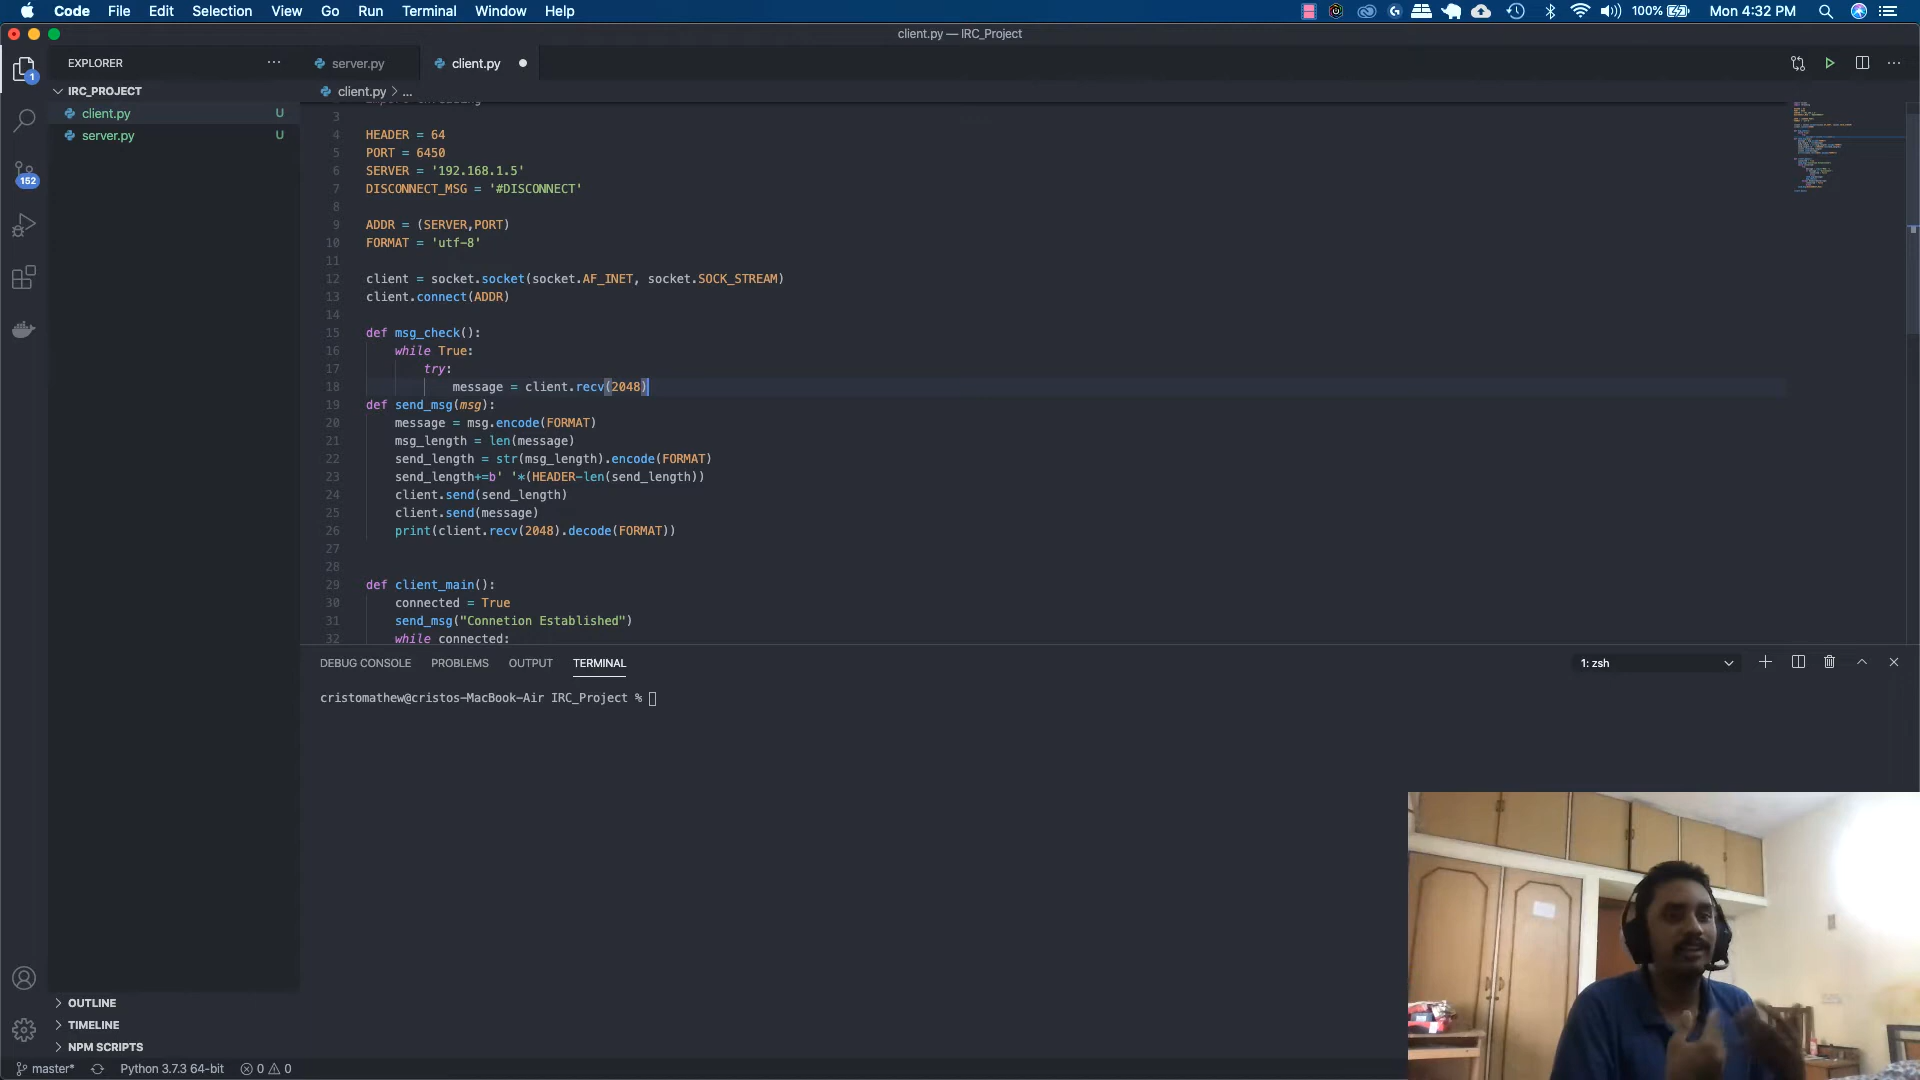 Code File Edit Selection View Go Run Terminal Window Help 100% Mon 4:32 PM
client.py — IRC_Project
EXPLORER
IRC_PROJECT
client.py U
server.py U
1
152
OUTLINE
TIMELINE
NPM SCRIPTS
server.py client.py
client.py > ...
3
4 HEADER = 64
5 PORT = 6450
6 SERVER = '192.168.1.5'
7 DISCONNECT_MSG = '#DISCONNECT'
8
9 ADDR = (SERVER,PORT)
10 FORMAT = 'utf-8'
11
12 client = socket.socket(socket.AF_INET, socket.SOCK_STREAM)
13 client.connect(ADDR)
14
15 def msg_check():
16 while True:
17 try:
18 message = client.recv(2048)
19 def send_msg(msg):
20 message = msg.encode(FORMAT)
21 msg_length = len(message)
22 send_length = str(msg_length).encode(FORMAT)
23 send_length+=b' '*(HEADER-len(send_length))
24 client.send(send_length)
25 client.send(message)
26 print(client.recv(2048).decode(FORMAT))
27
28
29 def client_main():
30 connected = True
31 send_msg("Connetion Established")
32 while connected:
DEBUG CONSOLE PROBLEMS OUTPUT TERMINAL 1: zsh
cristomathew@cristos-MacBook-Air IRC_Project %
master* Python 3.7.3 64-bit 0 0